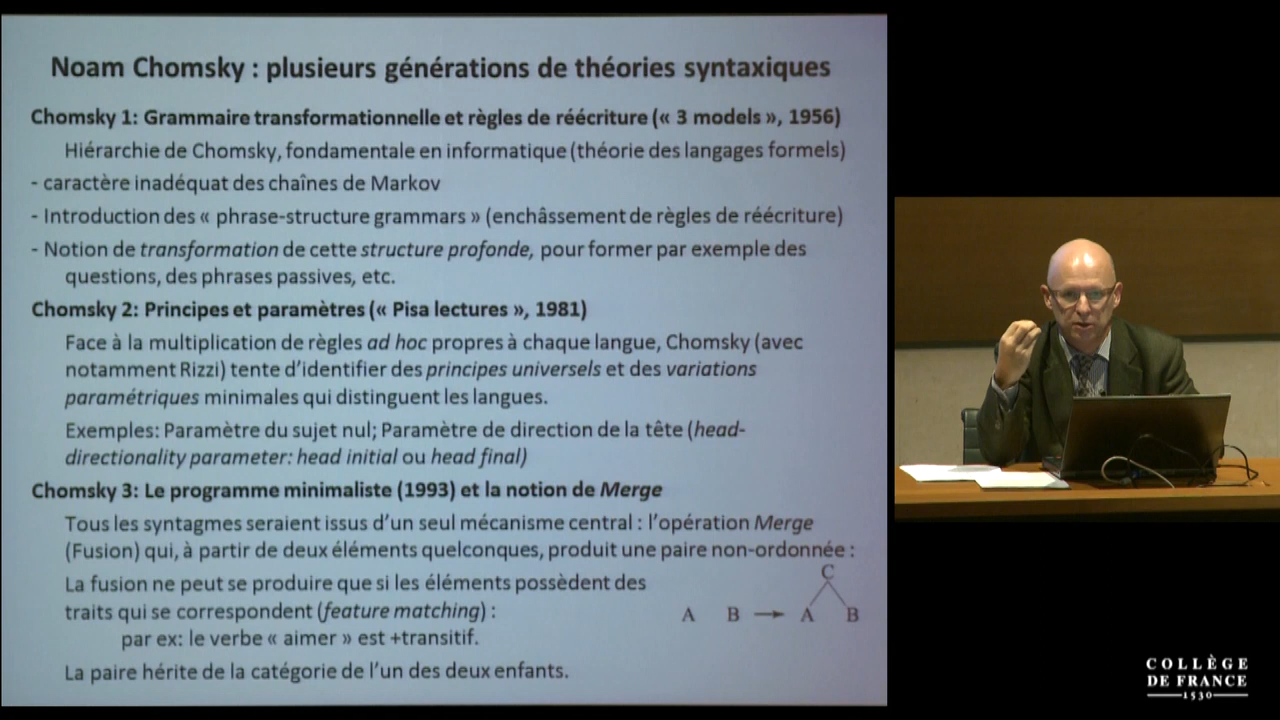 Noam Chomsky : plusieurs générations de théories syntaxiques
Chomsky 1: Grammaire transformationnelle et règles de réécriture (« 3 models », 1956)
Hiérarchie de Chomsky, fondamentale en informatique (théorie des langages formels)
- caractère inadéquat des chaînes de Markov
- Introduction des « phrase-structure grammars » (enchâssement de règles de réécriture)
- Notion de transformation de cette structure profonde, pour former par exemple des
questions, des phrases passives, etc.
Chomsky 2: Principes et paramètres (« Pisa lectures », 1981)
Face à la multiplication de règles ad hoc propres à chaque langue, Chomsky (avec
notamment Rizzi) tente d'identifier des principes universels et des variations
paramétriques minimales qui distinguent les langues.
Exemples: Paramètre du sujet nul; Paramètre de direction de la tête (head-
directionality parameter: head initial ou head final)
Chomsky 3: Le programme minimaliste (1993) et la notion de Merge
Tous les syntagmes seraient issus d'un seul mécanisme central : l'opération Merge
(Fusion) qui, à partir de deux éléments quelconques, produit une paire non-ordonnée :
La fusion ne peut se produire que si les éléments possèdent des
traits qui se correspondent (feature matching) :
par ex: le verbe « aimer » est +transitif.
La paire hérite de la catégorie de l'un des deux enfants.
C
A B → A B
COLLÈGE
DE FRANCE
1530